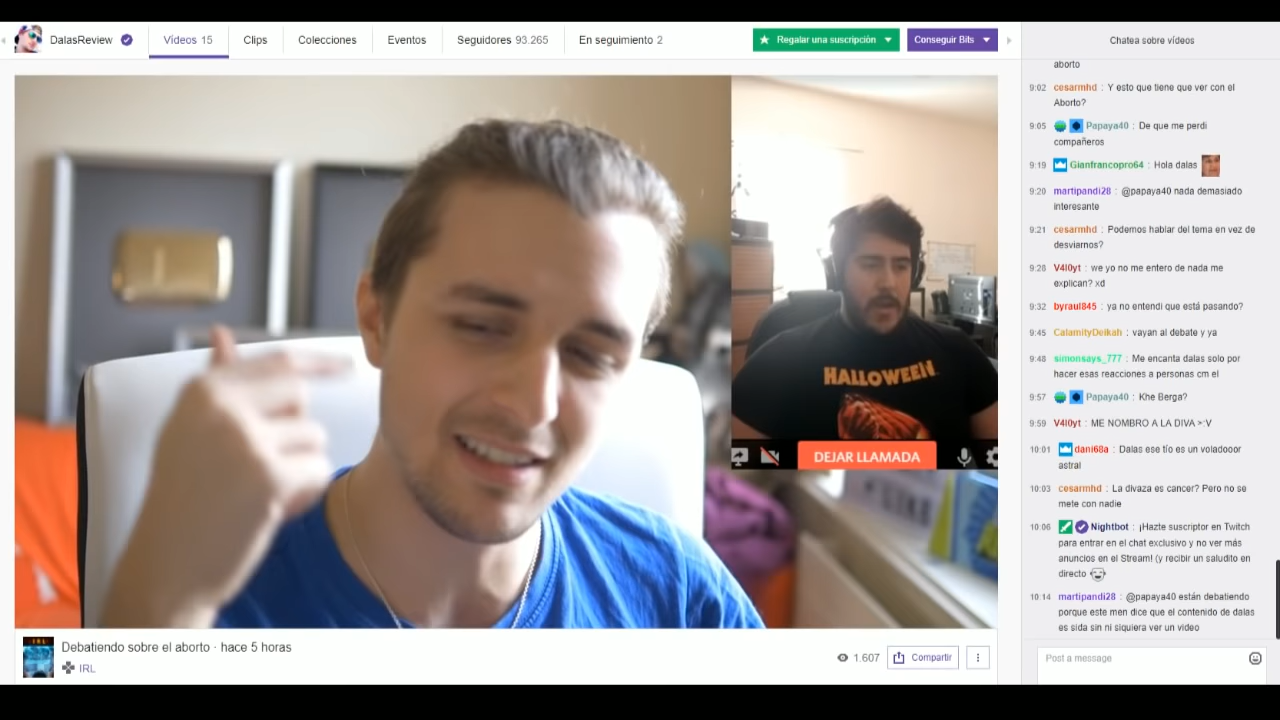 DalasReview
Vídeos 15
Clips
Colecciones
Eventos
Seguidores 93.265
En seguimiento 2
Regalar una suscripción
Conseguir Bits
Chatea sobre vídeos
HALLOWEEN
DEJAR LLAMADA
LIKE
Debatiendo sobre el aborto · hace 5 horas
IRL
1.607
Compartir
aborto
9:02 cesarmhd : Y esto que tiene que ver con el
Aborto?
9:05 Papaya40 : De que me perdi
compañeros
9:19 Gianfrancopro64 : Hola dalas
9:20 martipandi28 : @papaya40 nada demasiado
interesante
9:21 cesarmhd : Podemos hablar del tema en vez de
desviarnos?
9:28 V4l0yt : we yo no me entero de nada me
explican? xd
9:32 byraul845 : ya no entendi que está pasando?
9:45 CalamityDeikah : vayan al debate y ya
9:48 simonsays_777 : Me encanta dalas solo por
hacer esas reacciones a personas cm el
9:57 Papaya40 : Khe Berga?
9:59 V4l0yt : ME NOMBRO A LA DIVA >:V
10:01 dani68a : Dalas ese tío es un voladooor
astral
10:03 cesarmhd : La divaza es cancer? Pero no se
mete con nadie
10:06 Nightbot : ¡Hazte suscriptor en Twitch
para entrar en el chat exclusivo y no ver más
anuncios en el Stream! (y recibir un saludito en
directo
10:14 martipandi28 : @papaya40 están debatiendo
porque este men dice que el contenido de dalas
es sida sin ni siquiera ver un video
Post a message